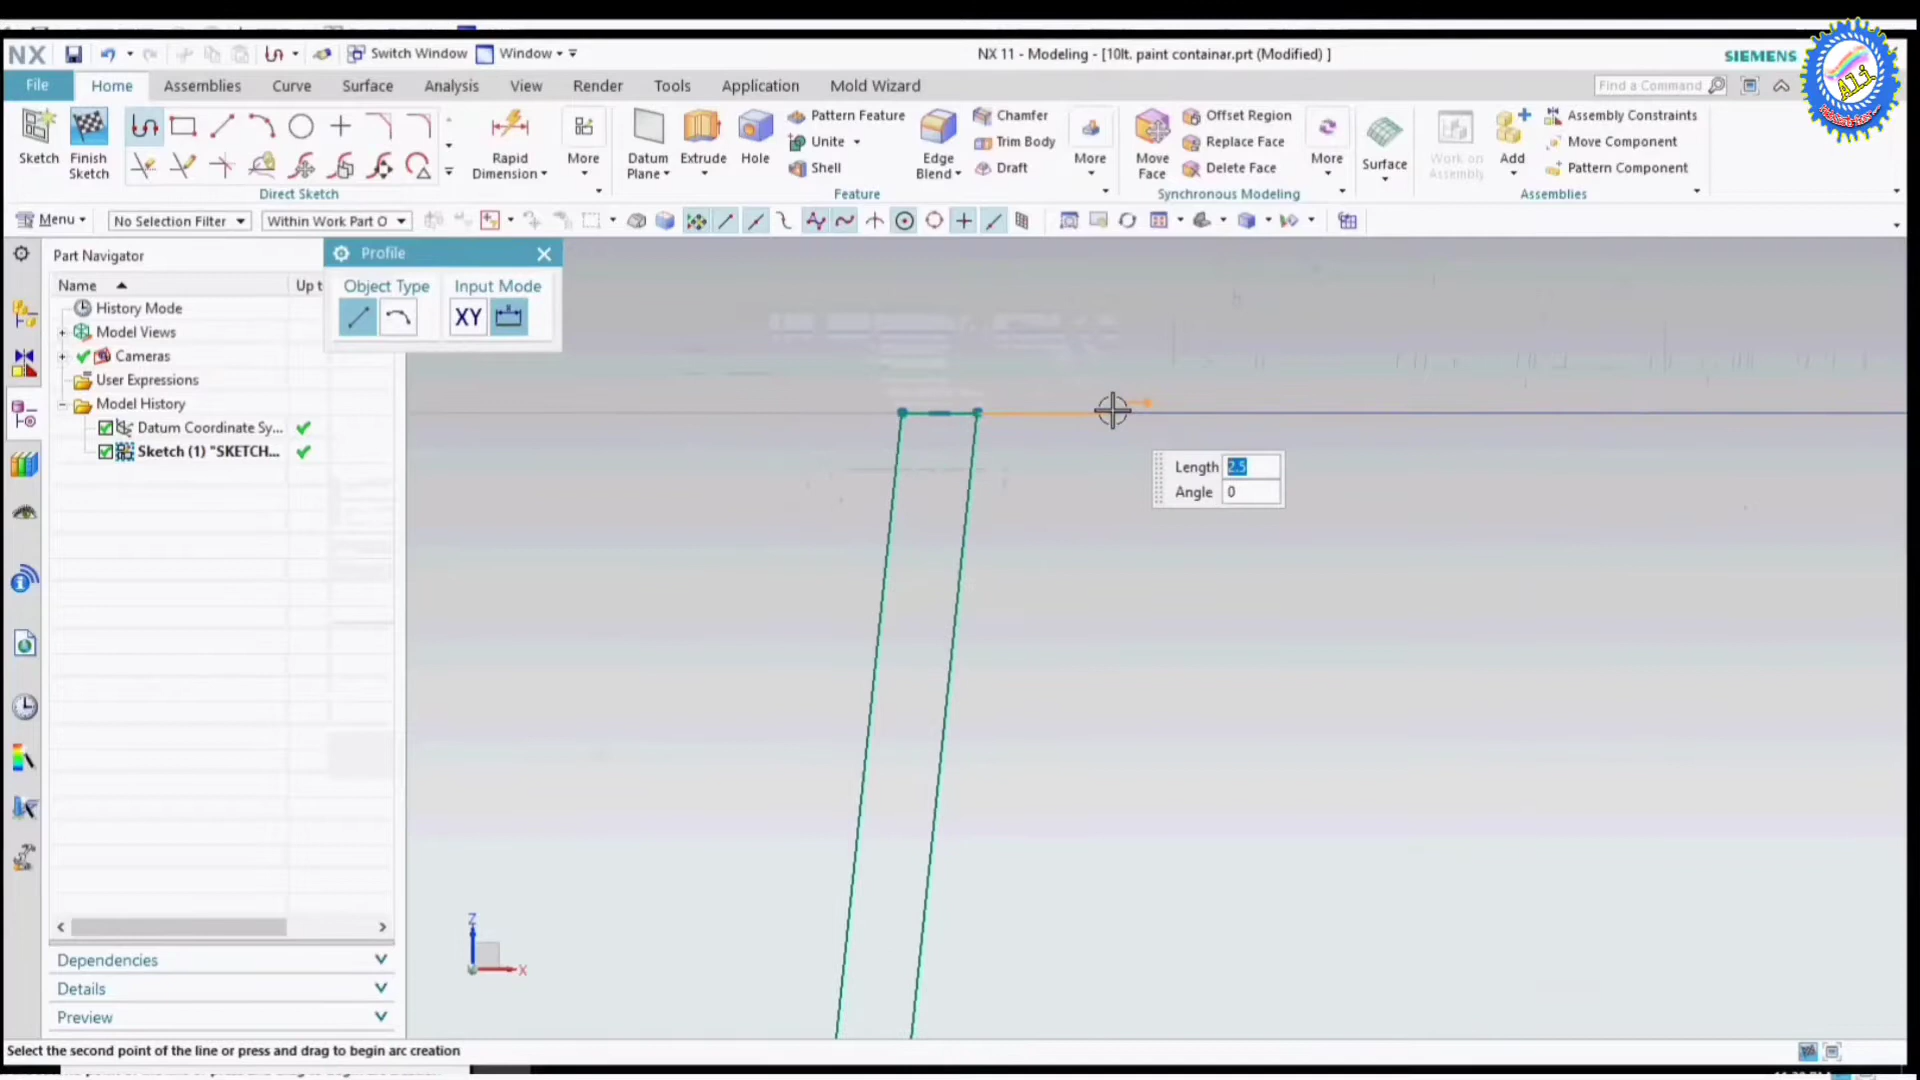 NX
Switch Window
Window
NX 11 - Modeling - [10lt. paint containar.prt (Modified) ]
SIEMENS
Ali
File
Home
Assemblies
Curve
Surface
Analysis
View
Render
Tools
Application
Mold Wizard
Find a Command
Sketch
Finish Sketch
Rapid Dimension
More
Direct Sketch
Datum Plane
Extrude
Hole
Pattern Feature
Unite
Shell
Edge Blend
Chamfer
Trim Body
Draft
More
Feature
Move Face
Offset Region
Replace Face
Delete Face
More
Synchronous Modeling
Surface
Work on Assembly
Add
Assembly Constraints
Move Component
Pattern Component
Assemblies
Menu
No Selection Filter
Within Work Part O
Part Navigator
Name
Up t
History Mode
Model Views
Cameras
User Expressions
Model History
Datum Coordinate Sy...
Sketch (1) "SKETCH...
Profile
Object Type
Input Mode
XY
Length 2.5
Angle 0
Z
X
Dependencies
Details
Preview
Select the second point of the line or press and drag to begin arc creation